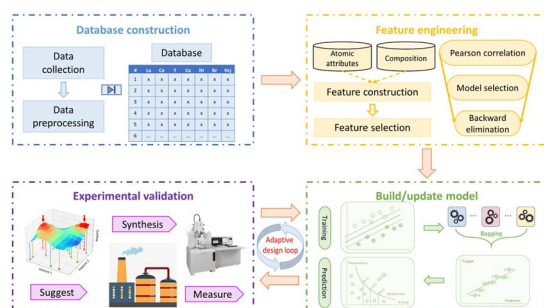 Database construction
Data
collection
Data
preprocessing
Database
# La Ce Y Co Ni
1 x x x x x x x
2 x x x x x x x
3 x x x x x x x
4 x x x x x x x
5 x x x x x x x
6 x x x x x x x
...
Feature engineering
Atomic
attributes
Composition
Feature construction
Feature selection
Pearson correlation
Model selection
Backward
elimination
Experimental validation
Synthesis
Suggest
Measure
Adaptive
design loop
Build/update model
Training
Prediction
Bagging
Target